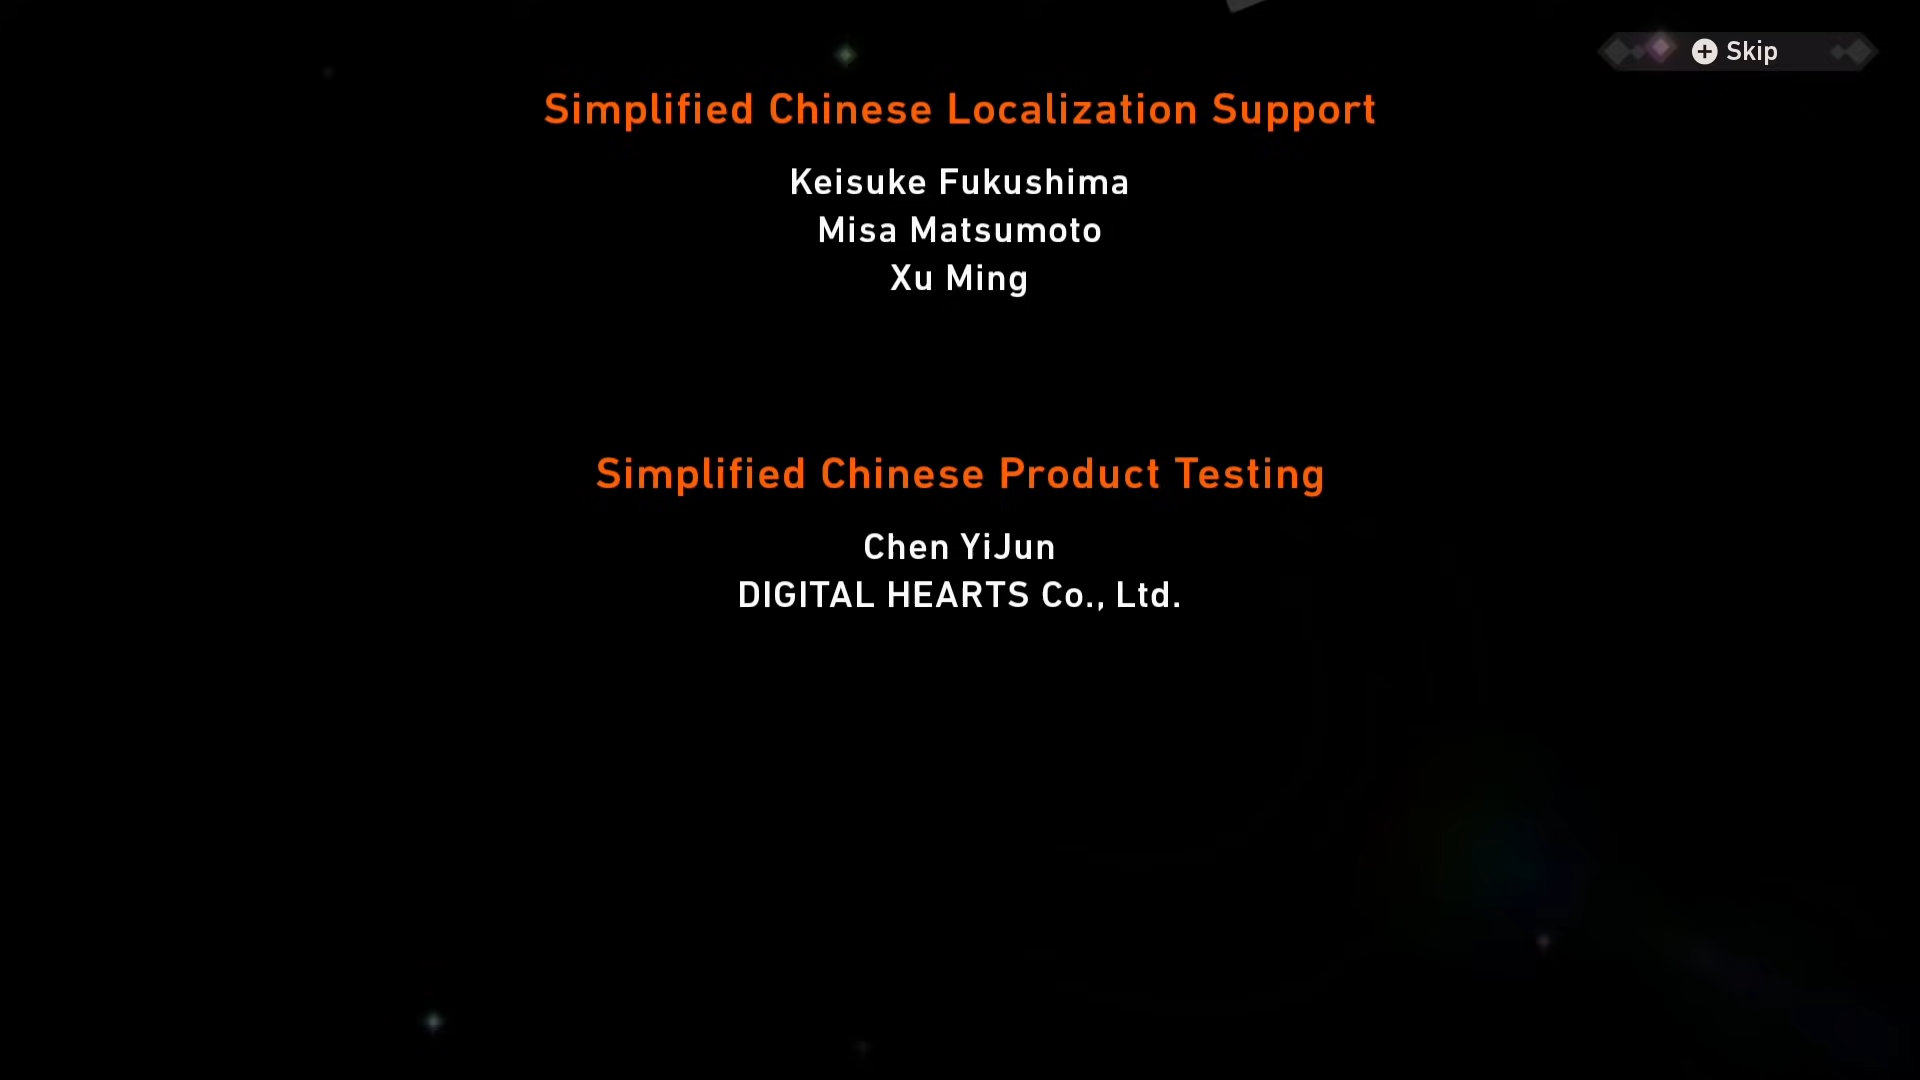 Skip
Simplified Chinese Localization Support
Keisuke Fukushima
Misa Matsumoto
Xu Ming
Simplified Chinese Product Testing
Chen YiJun
DIGITAL HEARTS Co., Ltd.